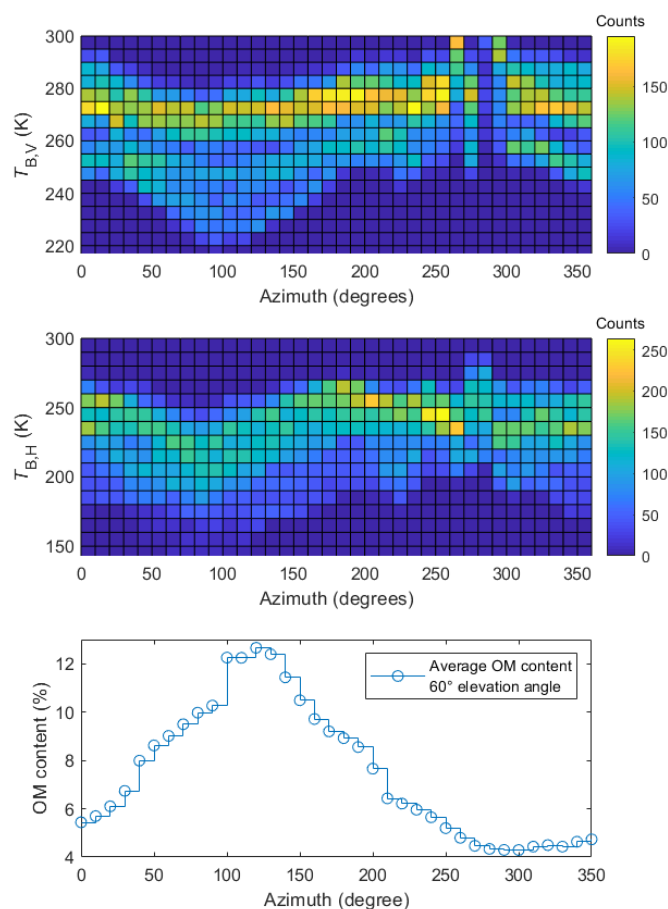 Counts
300
280
260
240
220
T_B,V (K)
0 50 100 150 200 250 300 350
Azimuth (degrees)
150
100
50
0
Counts
300
250
200
150
T_B,H (K)
0 50 100 150 200 250 300 350
Azimuth (degrees)
250
200
150
100
50
0
12
10
8
6
4
OM content (%)
Average OM content
60° elevation angle
0 50 100 150 200 250 300 350
Azimuth (degree)